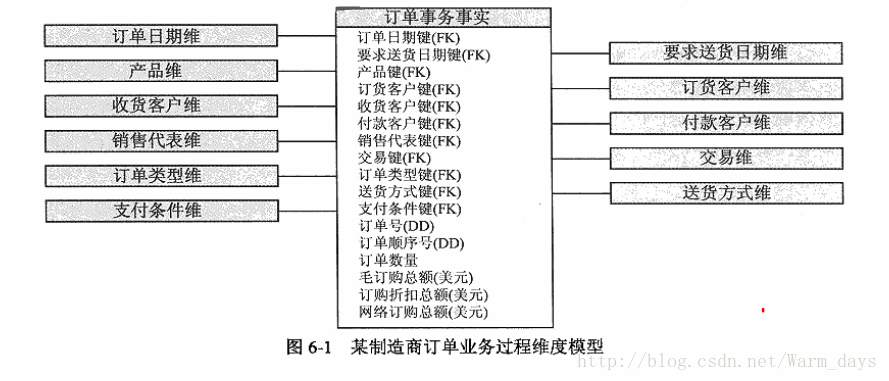 订单事务事实
订单日期键(FK)
要求送货日期键(FK)
产品键(FK)
订货客户键(FK)
收货客户键(FK)
付款客户键(FK)
销售代表键(FK)
交易键(FK)
订单类型键(FK)
送货方式键(FK)
支付条件键(FK)
订单号(DD)
订单顺序号(DD)
订单数量
毛订购总额(美元)
订购折扣总额(美元)
网络订购总额(美元)
订单日期维
产品维
收货客户维
销售代表维
订单类型维
支付条件维
要求送货日期维
订货客户维
付款客户维
交易维
送货方式维
图 6-1 某制造商订单业务过程维度模型
http://blog.csdn.net/Warm_days